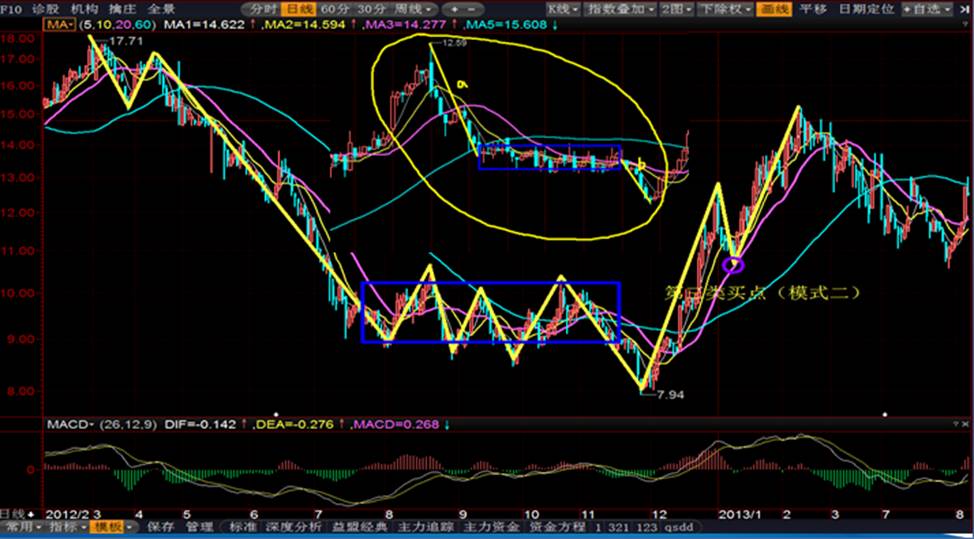 F10 诊股 机构 擒庄 全景 分时 日线 60分 30分 周线 + - K线 指数叠加 2图 下除权 画线 平移 日期定位 +自选
MA (5,10,20,60) MA1=14.622 ↑ ,MA2=14.594 ↑ ,MA3=14.277 ↑ ,MA5=15.608 ↓
18.00
17.71
12.59
17.00
16.00
a
15.00
14.00
b
13.00
12.00
11.00
10.00
类买点（模式二）
9.00
8.00
7.94
MACD (26,12,9) DIF=-0.142 ↑ ,DEA=-0.276 ↑ ,MACD=0.268 ↓
0
日线 2012/2 3 4 5 6 7 8 9 10 11 12 2013/1 2 3 7 8
常用 指标 模板 保存 管理 标准 深度分析 益盟经典 主力追踪 主力资金 资金方程 1 321 123 qsdd